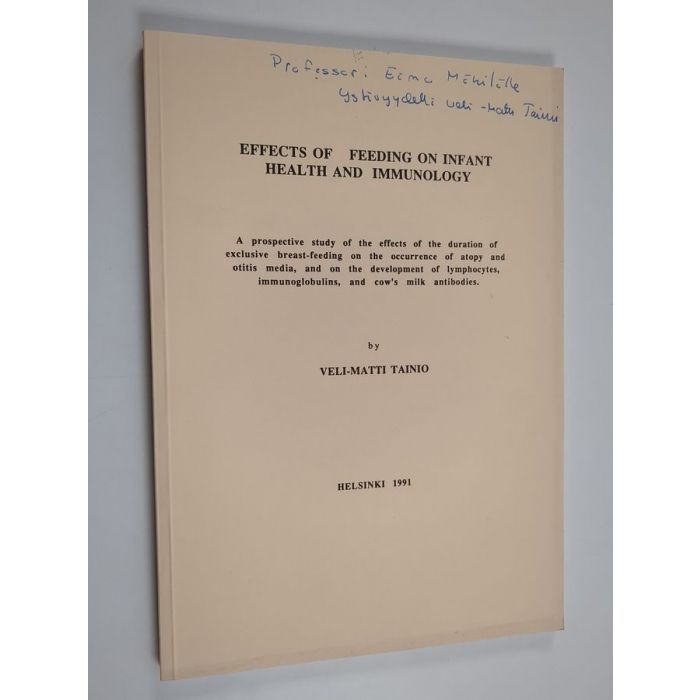 Professori Eero Mäkilälle
Ystävyydellä Veli-Matti Tainio
EFFECTS OF FEEDING ON INFANT
HEALTH AND IMMUNOLOGY
A prospective study of the effects of the duration of
exclusive breast-feeding on the occurrence of atopy and
otitis media, and on the development of lymphocytes,
immunoglobulins, and cow's milk antibodies.
by
VELI-MATTI TAINIO
HELSINKI 1991